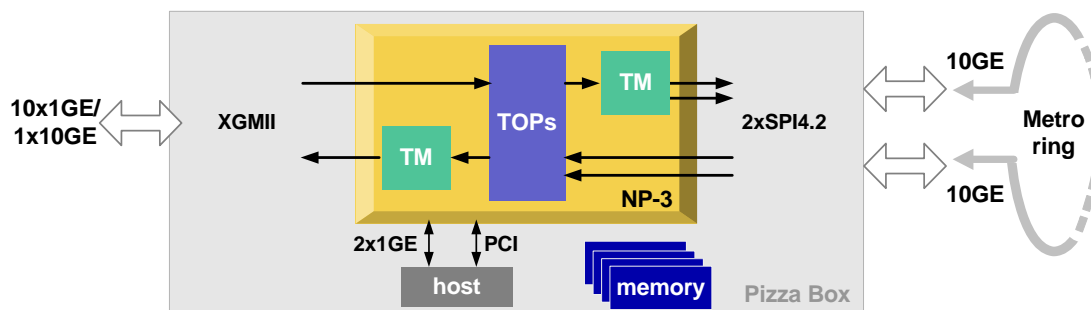 10x1GE/
1x10GE
XGMII
TM
TOPs
TM
NP-3
2xSPI4.2
10GE
10GE
Metro
ring
2x1GE
PCI
host
memory
Pizza Box